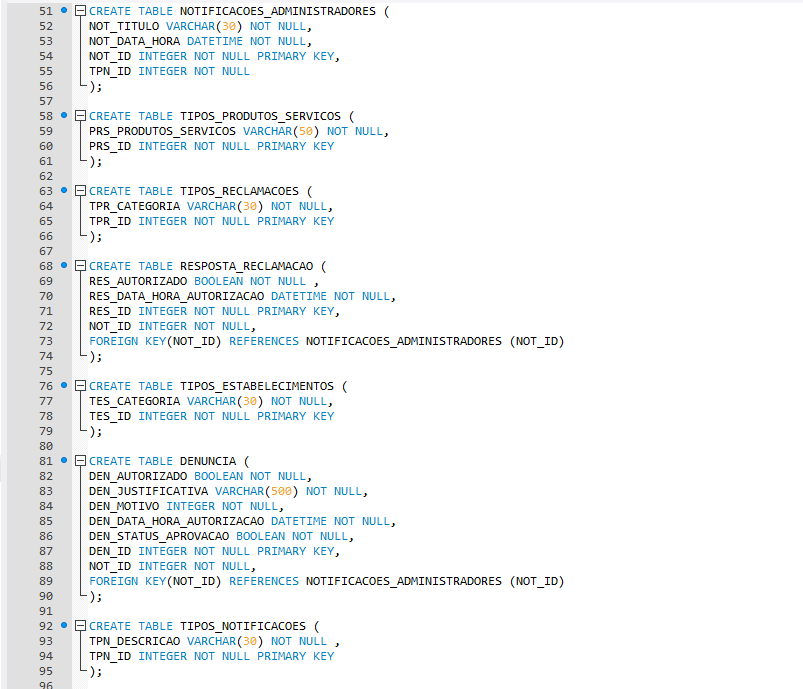 51 CREATE TABLE NOTIFICACOES_ADMINISTRADORES (
52 NOT_TITULO VARCHAR(30) NOT NULL,
53 NOT_DATA_HORA DATETIME NOT NULL,
54 NOT_ID INTEGER NOT NULL PRIMARY KEY,
55 TPN_ID INTEGER NOT NULL
56 );
57
58 CREATE TABLE TIPOS_PRODUTOS_SERVICOS (
59 PRS_PRODUTOS_SERVICOS VARCHAR(50) NOT NULL,
60 PRS_ID INTEGER NOT NULL PRIMARY KEY
61 );
62
63 CREATE TABLE TIPOS_RECLAMACOES (
64 TPR_CATEGORIA VARCHAR(30) NOT NULL,
65 TPR_ID INTEGER NOT NULL PRIMARY KEY
66 );
67
68 CREATE TABLE RESPOSTA_RECLAMACAO (
69 RES_AUTORIZADO BOOLEAN NOT NULL ,
70 RES_DATA_HORA_AUTORIZACAO DATETIME NOT NULL,
71 RES_ID INTEGER NOT NULL PRIMARY KEY,
72 NOT_ID INTEGER NOT NULL,
73 FOREIGN KEY(NOT_ID) REFERENCES NOTIFICACOES_ADMINISTRADORES (NOT_ID)
74 );
75
76 CREATE TABLE TIPOS_ESTABELECIMENTOS (
77 TES_CATEGORIA VARCHAR(30) NOT NULL,
78 TES_ID INTEGER NOT NULL PRIMARY KEY
79 );
80
81 CREATE TABLE DENUNCIA (
82 DEN_AUTORIZADO BOOLEAN NOT NULL,
83 DEN_JUSTIFICATIVA VARCHAR(500) NOT NULL,
84 DEN_MOTIVO INTEGER NOT NULL,
85 DEN_DATA_HORA_AUTORIZACAO DATETIME NOT NULL,
86 DEN_STATUS_APROVACAO BOOLEAN NOT NULL,
87 DEN_ID INTEGER NOT NULL PRIMARY KEY,
88 NOT_ID INTEGER NOT NULL,
89 FOREIGN KEY(NOT_ID) REFERENCES NOTIFICACOES_ADMINISTRADORES (NOT_ID)
90 );
91
92 CREATE TABLE TIPOS_NOTIFICACOES (
93 TPN_DESCRICAO VARCHAR(30) NOT NULL ,
94 TPN_ID INTEGER NOT NULL PRIMARY KEY
95 );
96